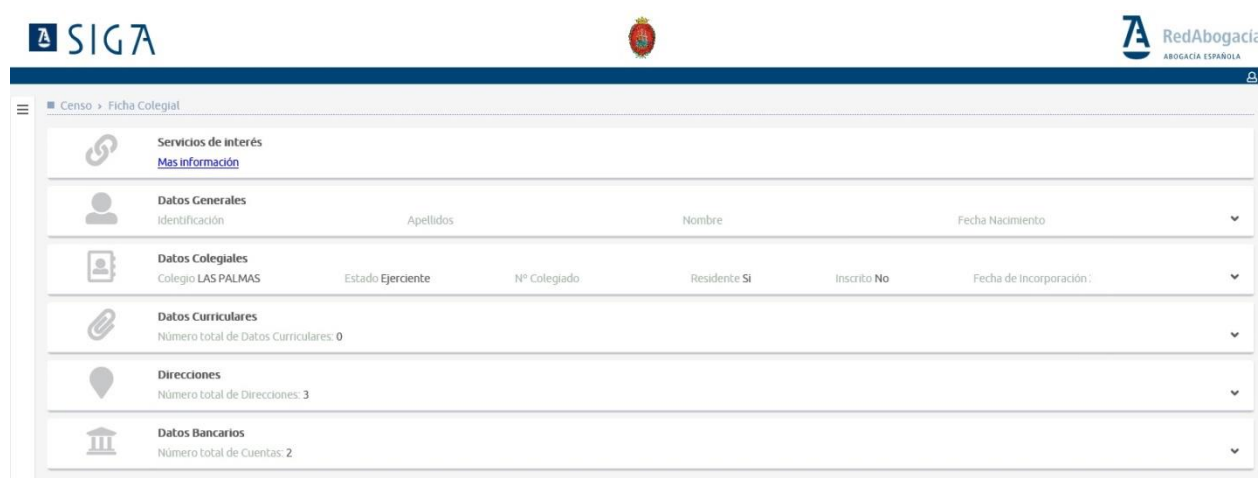 SIGA
RedAbogacía
ABOGACÍA ESPAÑOLA
Censo › Ficha Colegial
Servicios de interés
Mas información
Datos Generales
Identificación Apellidos Nombre Fecha Nacimiento
Datos Colegiales
Colegio LAS PALMAS Estado Ejerciente Nº Colegiado Residente Si Inscrito No Fecha de Incorporación
Datos Curriculares
Número total de Datos Curriculares: 0
Direcciones
Número total de Direcciones: 3
Datos Bancarios
Número total de Cuentas: 2